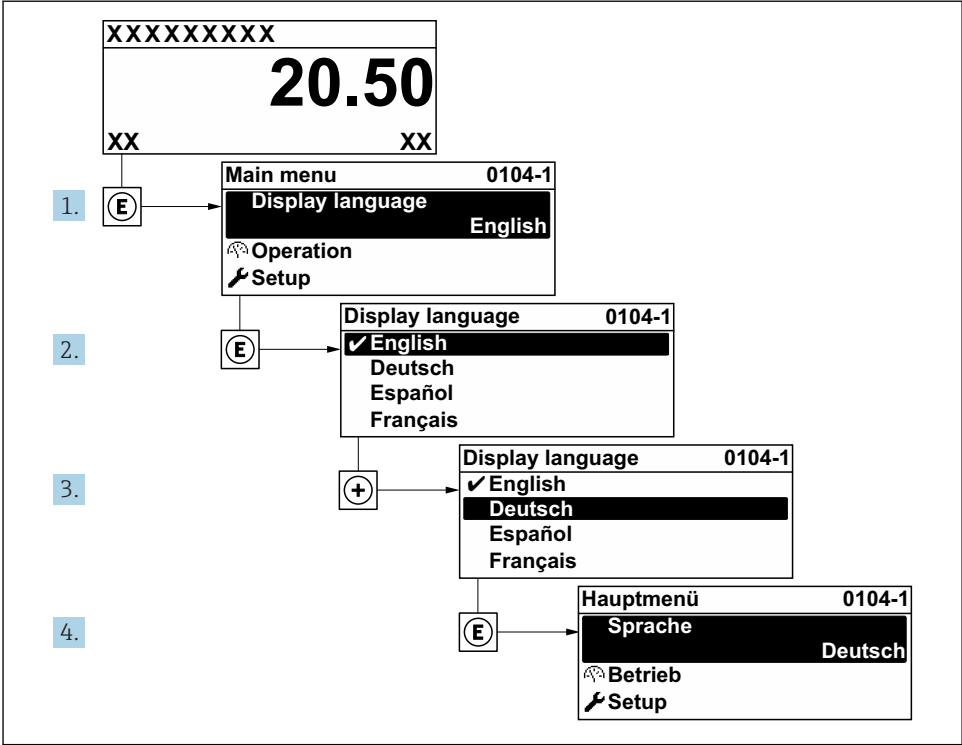 XXXXXXXXX
20.50
XX XX
1. E
Main menu 0104-1
Display language
English
Operation
Setup
2. E
Display language 0104-1
✔English
Deutsch
Español
Français
3. +
Display language 0104-1
✔English
Deutsch
Español
Français
4. E
Hauptmenü 0104-1
Sprache
Deutsch
Betrieb
Setup